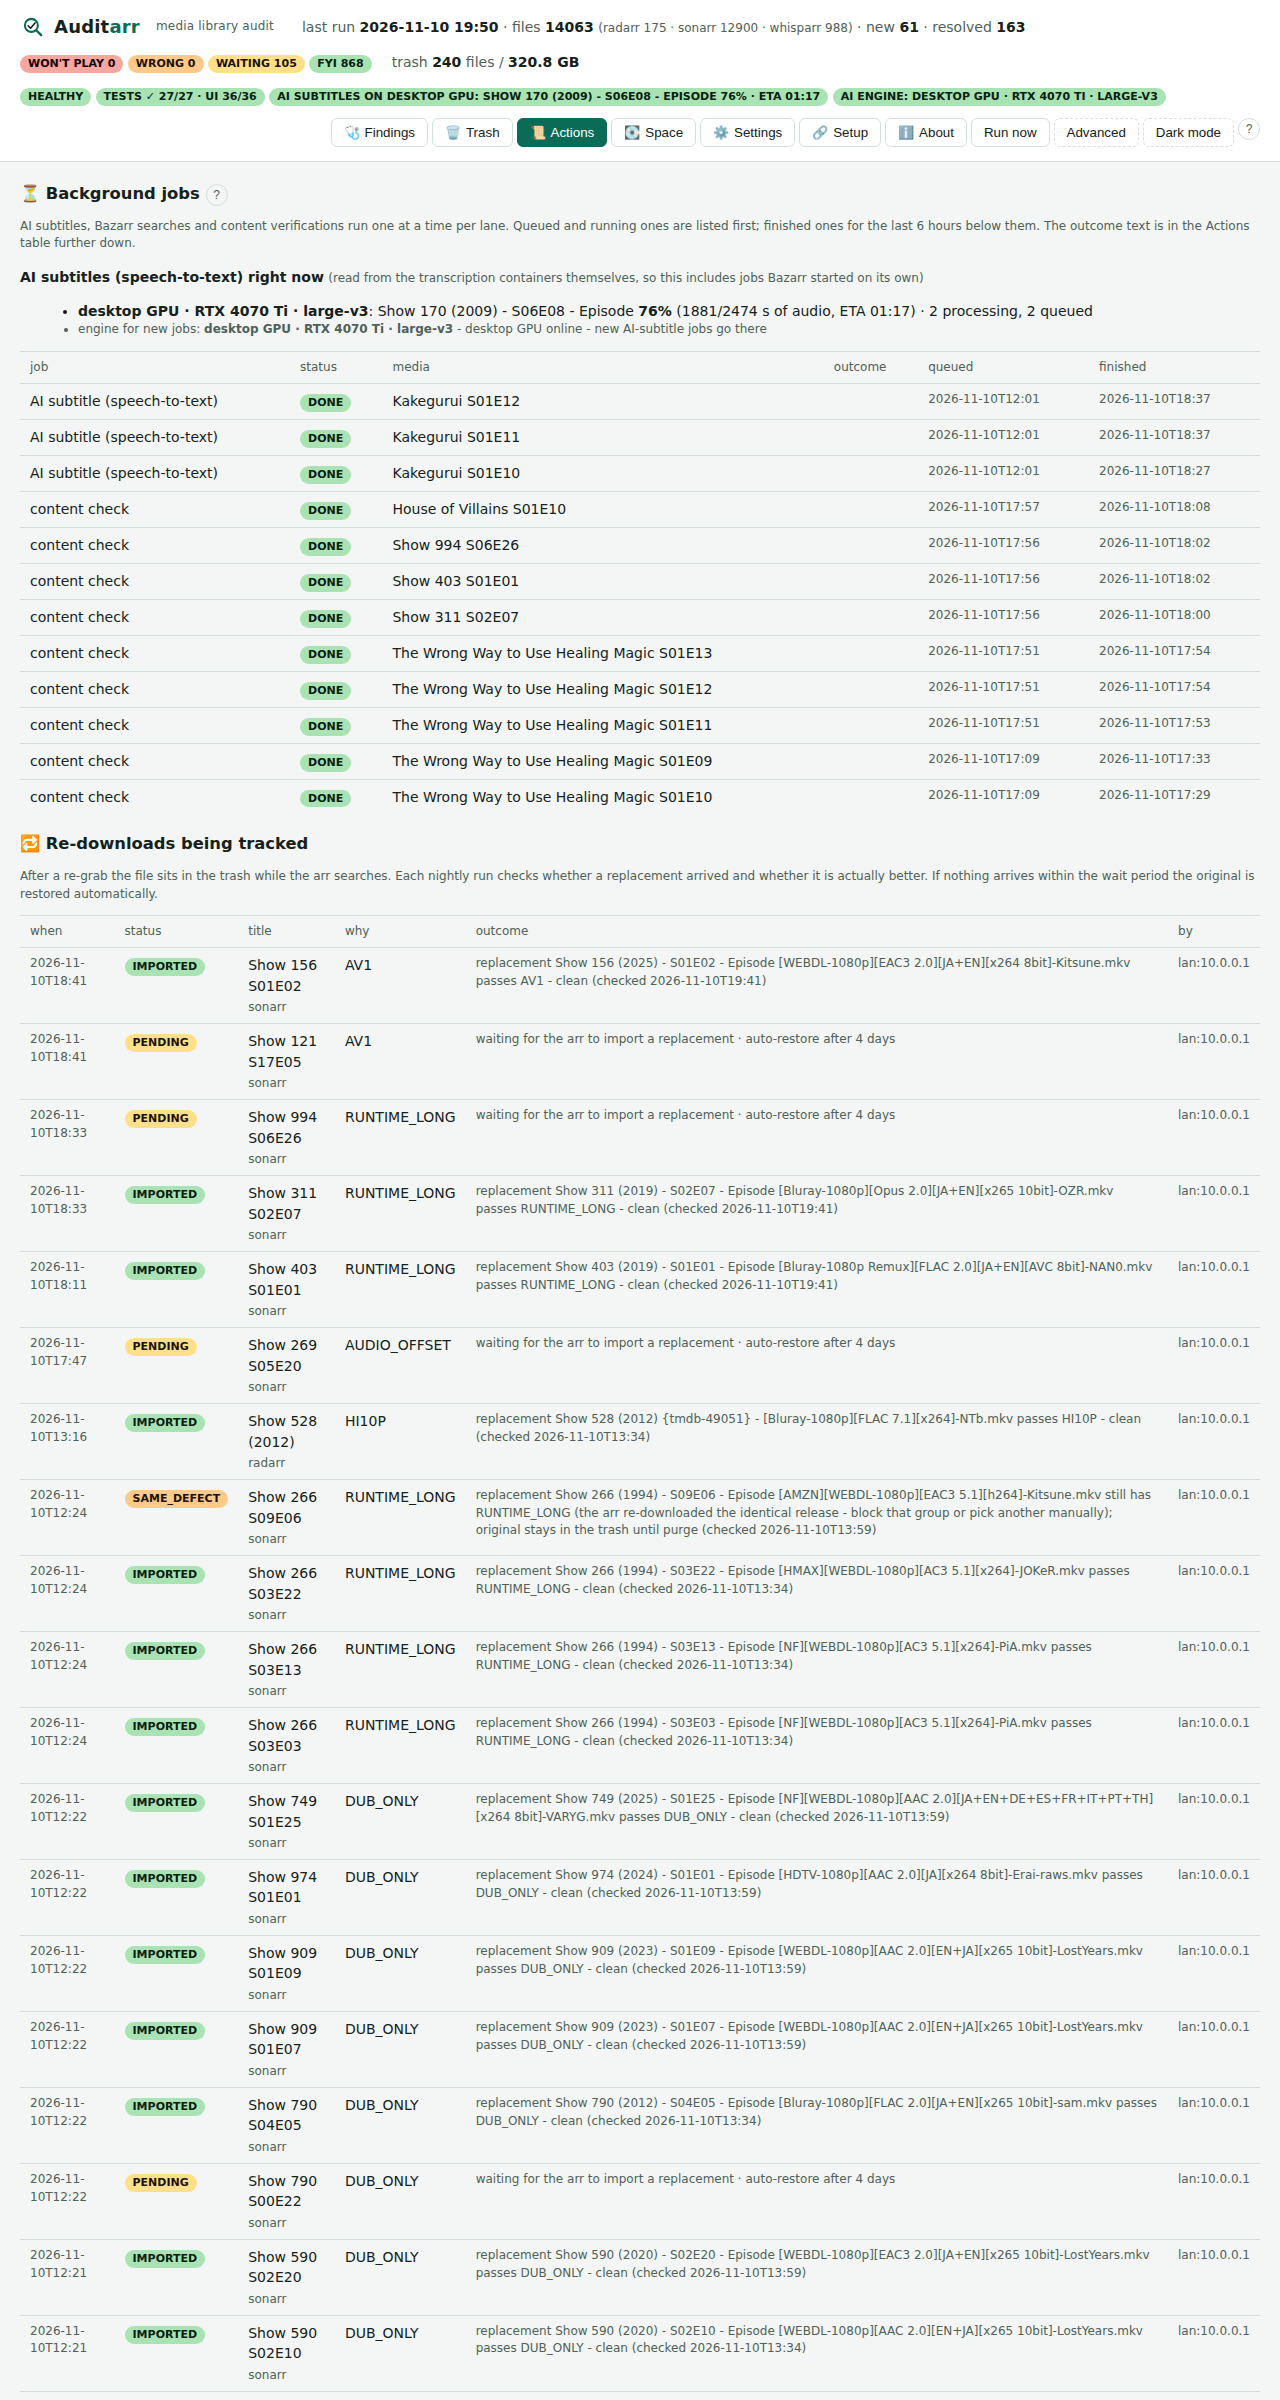 Auditarr media library audit last run 2026-11-10 19:50 · files 14063 (radarr 175 · sonarr 12900 · whisparr 988) · new 61 · resolved 163
WON'T PLAY 0 WRONG 0 WAITING 105 FYI 868 trash 240 files / 320.8 GB
HEALTHY TESTS ✓ 27/27 · UI 36/36 AI SUBTITLES ON DESKTOP GPU: SHOW 170 (2009) - S06E08 - EPISODE 76% · ETA 01:17 AI ENGINE: DESKTOP GPU · RTX 4070 TI · LARGE-V3
🩺 Findings 🗑️ Trash 📜 Actions 💽 Space ⚙️ Settings 🔗 Setup ℹ️ About Run now Advanced Dark mode ?
⏳ Background jobs ?
AI subtitles, Bazarr searches and content verifications run one at a time per lane. Queued and running ones are listed first; finished ones for the last 6 hours below them. The outcome text is in the Actions
table further down.
AI subtitles (speech-to-text) right now (read from the transcription containers themselves, so this includes jobs Bazarr started on its own)
• desktop GPU · RTX 4070 Ti · large-v3: Show 170 (2009) - S06E08 - Episode 76% (1881/2474 s of audio, ETA 01:17) · 2 processing, 2 queued
• engine for new jobs: desktop GPU · RTX 4070 Ti · large-v3 - desktop GPU online - new AI-subtitle jobs go there
job status media outcome queued finished
AI subtitle (speech-to-text) DONE Kakegurui S01E12 2026-11-10T12:01 2026-11-10T18:37
AI subtitle (speech-to-text) DONE Kakegurui S01E11 2026-11-10T12:01 2026-11-10T18:37
AI subtitle (speech-to-text) DONE Kakegurui S01E10 2026-11-10T12:01 2026-11-10T18:27
content check DONE House of Villains S01E10 2026-11-10T17:57 2026-11-10T18:08
content check DONE Show 994 S06E26 2026-11-10T17:56 2026-11-10T18:02
content check DONE Show 403 S01E01 2026-11-10T17:56 2026-11-10T18:02
content check DONE Show 311 S02E07 2026-11-10T17:56 2026-11-10T18:00
content check DONE The Wrong Way to Use Healing Magic S01E13 2026-11-10T17:51 2026-11-10T17:54
content check DONE The Wrong Way to Use Healing Magic S01E12 2026-11-10T17:51 2026-11-10T17:54
content check DONE The Wrong Way to Use Healing Magic S01E11 2026-11-10T17:51 2026-11-10T17:53
content check DONE The Wrong Way to Use Healing Magic S01E09 2026-11-10T17:09 2026-11-10T17:33
content check DONE The Wrong Way to Use Healing Magic S01E10 2026-11-10T17:09 2026-11-10T17:29
🔁 Re-downloads being tracked
After a re-grab the file sits in the trash while the arr searches. Each nightly run checks whether a replacement arrived and whether it is actually better. If nothing arrives within the wait period the original is
restored automatically.
when status title why outcome by
2026-11-10T18:41 IMPORTED Show 156 S01E02 sonarr AV1 replacement Show 156 (2025) - S01E02 - Episode [WEBDL-1080p][EAC3 2.0][JA+EN][x264 8bit]-Kitsune.mkv passes AV1 - clean (checked 2026-11-10T19:41) lan:10.0.0.1
2026-11-10T18:41 PENDING Show 121 S17E05 sonarr AV1 waiting for the arr to import a replacement · auto-restore after 4 days lan:10.0.0.1
2026-11-10T18:33 PENDING Show 994 S06E26 sonarr RUNTIME_LONG waiting for the arr to import a replacement · auto-restore after 4 days lan:10.0.0.1
2026-11-10T18:33 IMPORTED Show 311 S02E07 sonarr RUNTIME_LONG replacement Show 311 (2019) - S02E07 - Episode [Bluray-1080p][Opus 2.0][JA+EN][x265 10bit]-OZR.mkv passes RUNTIME_LONG - clean (checked 2026-11-10T19:41) lan:10.0.0.1
2026-11-10T18:11 IMPORTED Show 403 S01E01 sonarr RUNTIME_LONG replacement Show 403 (2019) - S01E01 - Episode [Bluray-1080p Remux][FLAC 2.0][JA+EN][AVC 8bit]-NAN0.mkv passes RUNTIME_LONG - clean (checked 2026-11-10T19:41) lan:10.0.0.1
2026-11-10T17:47 PENDING Show 269 S05E20 sonarr AUDIO_OFFSET waiting for the arr to import a replacement · auto-restore after 4 days lan:10.0.0.1
2026-11-10T13:16 IMPORTED Show 528 (2012) radarr HI10P replacement Show 528 (2012) {tmdb-49051} - [Bluray-1080p][FLAC 7.1][x264]-NTb.mkv passes HI10P - clean (checked 2026-11-10T13:34) lan:10.0.0.1
2026-11-10T12:24 SAME_DEFECT Show 266 S09E06 sonarr RUNTIME_LONG replacement Show 266 (1994) - S09E06 - Episode [AMZN][WEBDL-1080p][EAC3 5.1][h264]-Kitsune.mkv still has RUNTIME_LONG (the arr re-downloaded the identical release - block that group or pick another manually); original stays in the trash until purge (checked 2026-11-10T13:59) lan:10.0.0.1
2026-11-10T12:24 IMPORTED Show 266 S03E22 sonarr RUNTIME_LONG replacement Show 266 (1994) - S03E22 - Episode [HMAX][WEBDL-1080p][AC3 5.1][x264]-JOKeR.mkv passes RUNTIME_LONG - clean (checked 2026-11-10T13:34) lan:10.0.0.1
2026-11-10T12:24 IMPORTED Show 266 S03E13 sonarr RUNTIME_LONG replacement Show 266 (1994) - S03E13 - Episode [NF][WEBDL-1080p][AC3 5.1][x264]-PiA.mkv passes RUNTIME_LONG - clean (checked 2026-11-10T13:34) lan:10.0.0.1
2026-11-10T12:24 IMPORTED Show 266 S03E03 sonarr RUNTIME_LONG replacement Show 266 (1994) - S03E03 - Episode [NF][WEBDL-1080p][AC3 5.1][x264]-PiA.mkv passes RUNTIME_LONG - clean (checked 2026-11-10T13:34) lan:10.0.0.1
2026-11-10T12:22 IMPORTED Show 749 S01E25 sonarr DUB_ONLY replacement Show 749 (2025) - S01E25 - Episode [NF][WEBDL-1080p][AAC 2.0][JA+EN+DE+ES+FR+IT+PT+TH][x264 8bit]-VARYG.mkv passes DUB_ONLY - clean (checked 2026-11-10T13:59) lan:10.0.0.1
2026-11-10T12:22 IMPORTED Show 974 S01E01 sonarr DUB_ONLY replacement Show 974 (2024) - S01E01 - Episode [HDTV-1080p][AAC 2.0][JA][x264 8bit]-Erai-raws.mkv passes DUB_ONLY - clean (checked 2026-11-10T13:59) lan:10.0.0.1
2026-11-10T12:22 IMPORTED Show 909 S01E09 sonarr DUB_ONLY replacement Show 909 (2023) - S01E09 - Episode [WEBDL-1080p][AAC 2.0][EN+JA][x265 10bit]-LostYears.mkv passes DUB_ONLY - clean (checked 2026-11-10T13:59) lan:10.0.0.1
2026-11-10T12:22 IMPORTED Show 909 S01E07 sonarr DUB_ONLY replacement Show 909 (2023) - S01E07 - Episode [WEBDL-1080p][AAC 2.0][EN+JA][x265 10bit]-LostYears.mkv passes DUB_ONLY - clean (checked 2026-11-10T13:59) lan:10.0.0.1
2026-11-10T12:22 IMPORTED Show 790 S04E05 sonarr DUB_ONLY replacement Show 790 (2012) - S04E05 - Episode [Bluray-1080p][FLAC 2.0][JA+EN][x265 10bit]-sam.mkv passes DUB_ONLY - clean (checked 2026-11-10T13:34) lan:10.0.0.1
2026-11-10T12:22 PENDING Show 790 S00E22 sonarr DUB_ONLY waiting for the arr to import a replacement · auto-restore after 4 days lan:10.0.0.1
2026-11-10T12:21 IMPORTED Show 590 S02E20 sonarr DUB_ONLY replacement Show 590 (2020) - S02E20 - Episode [WEBDL-1080p][EAC3 2.0][JA+EN][x265 10bit]-LostYears.mkv passes DUB_ONLY - clean (checked 2026-11-10T13:59) lan:10.0.0.1
2026-11-10T12:21 IMPORTED Show 590 S02E10 sonarr DUB_ONLY replacement Show 590 (2020) - S02E10 - Episode [WEBDL-1080p][AAC 2.0][EN+JA][x265 10bit]-LostYears.mkv passes DUB_ONLY - clean (checked 2026-11-10T13:34) lan:10.0.0.1